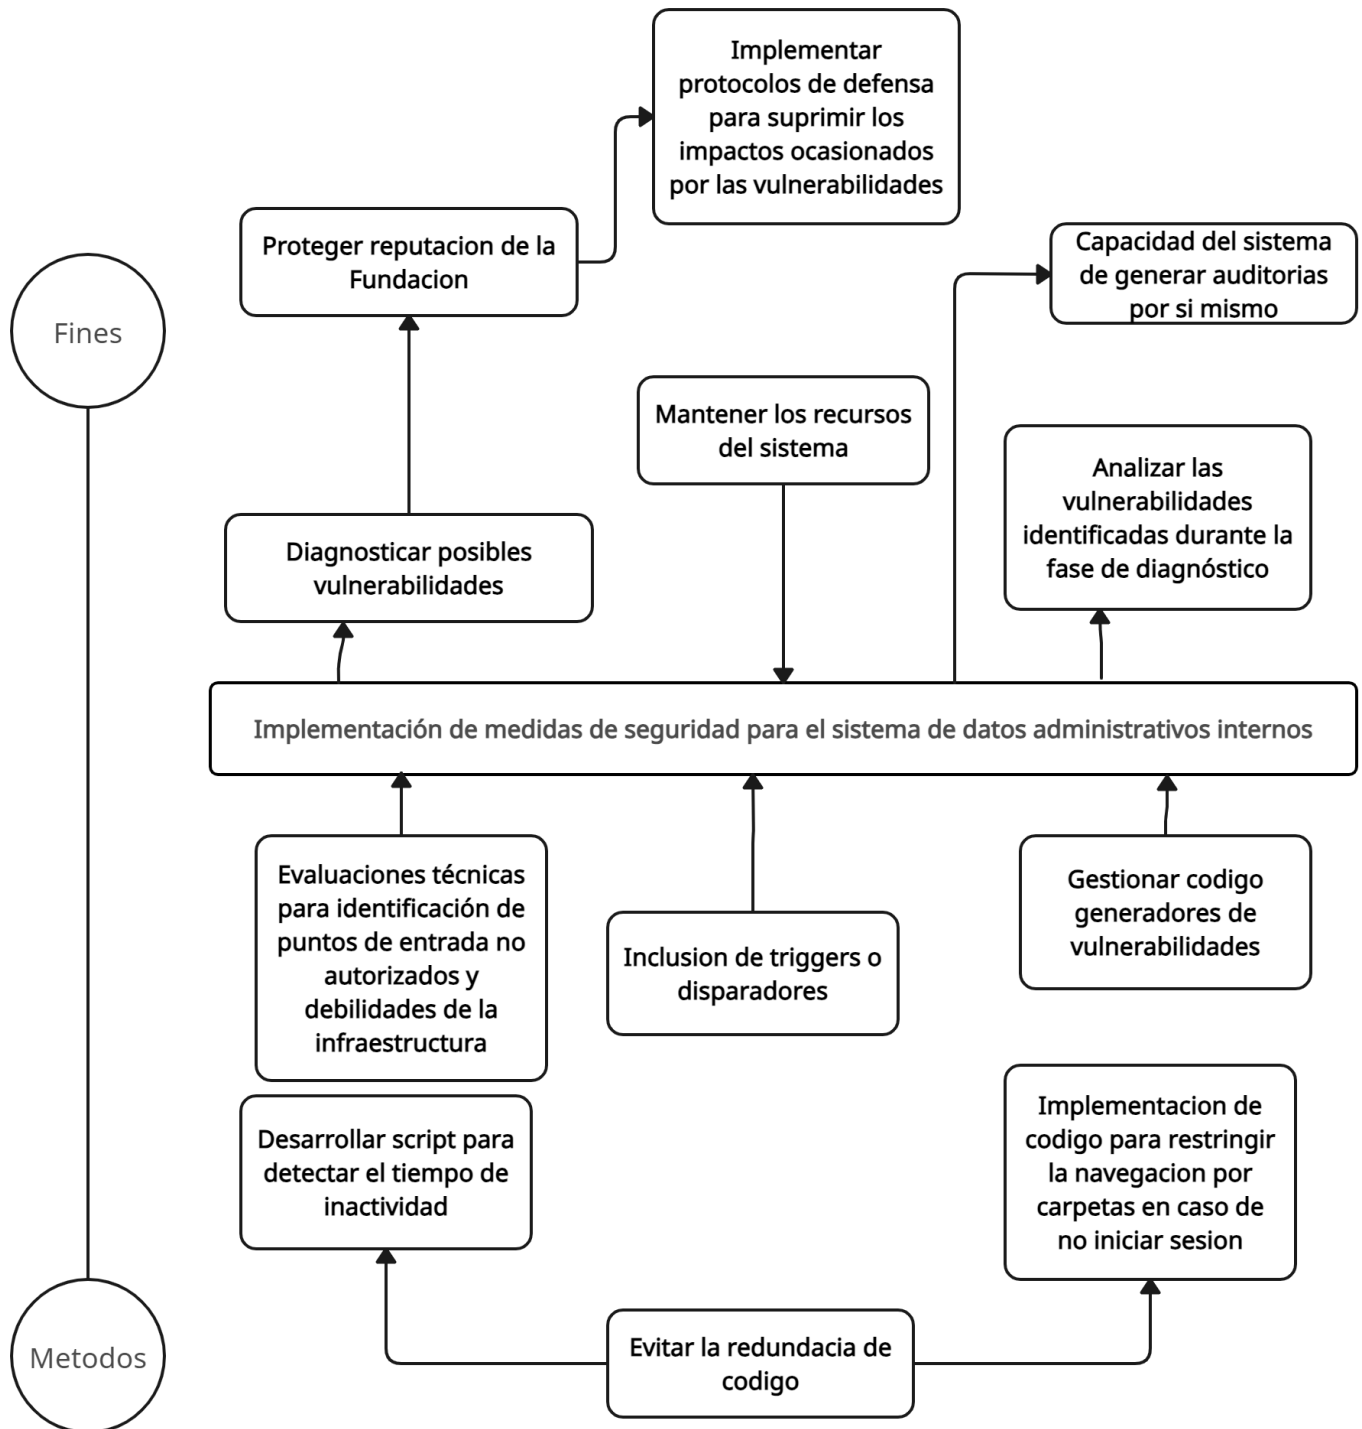 Implementar
protocolos de defensa
para suprimir los
impactos ocasionados
por las vulnerabilidades
Proteger reputacion de la
Fundacion
Capacidad del sistema
de generar auditorias
por si mismo
Fines
Mantener los recursos
del sistema
Analizar las
vulnerabilidades
identificadas durante la
fase de diagnóstico
Diagnosticar posibles
vulnerabilidades
Implementación de medidas de seguridad para el sistema de datos administrativos internos
Evaluaciones técnicas
para identificación de
puntos de entrada no
autorizados y
debilidades de la
infraestructura
Inclusion de triggers o
disparadores
Gestionar codigo
generadores de
vulnerabilidades
Desarrollar script para
detectar el tiempo de
inactividad
Implementacion de
codigo para restringir
la navegacion por
carpetas en caso de
no iniciar sesion
Metodos
Evitar la redundacia de
codigo